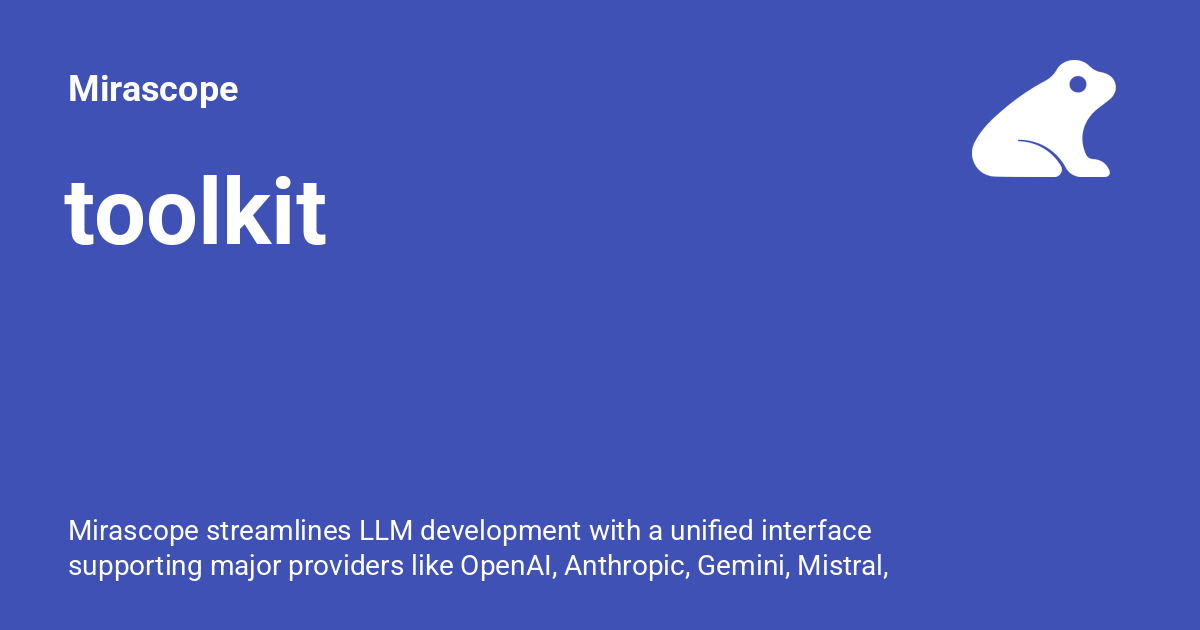 Mirascope
toolkit
Mirascope streamlines LLM development with a unified interface
supporting major providers like OpenAI, Anthropic, Gemini, Mistral,